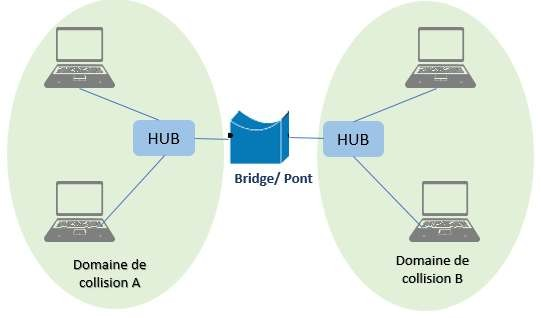 HUB
HUB
Bridge/ Pont
Domaine de
collision A
Domaine de
collision B